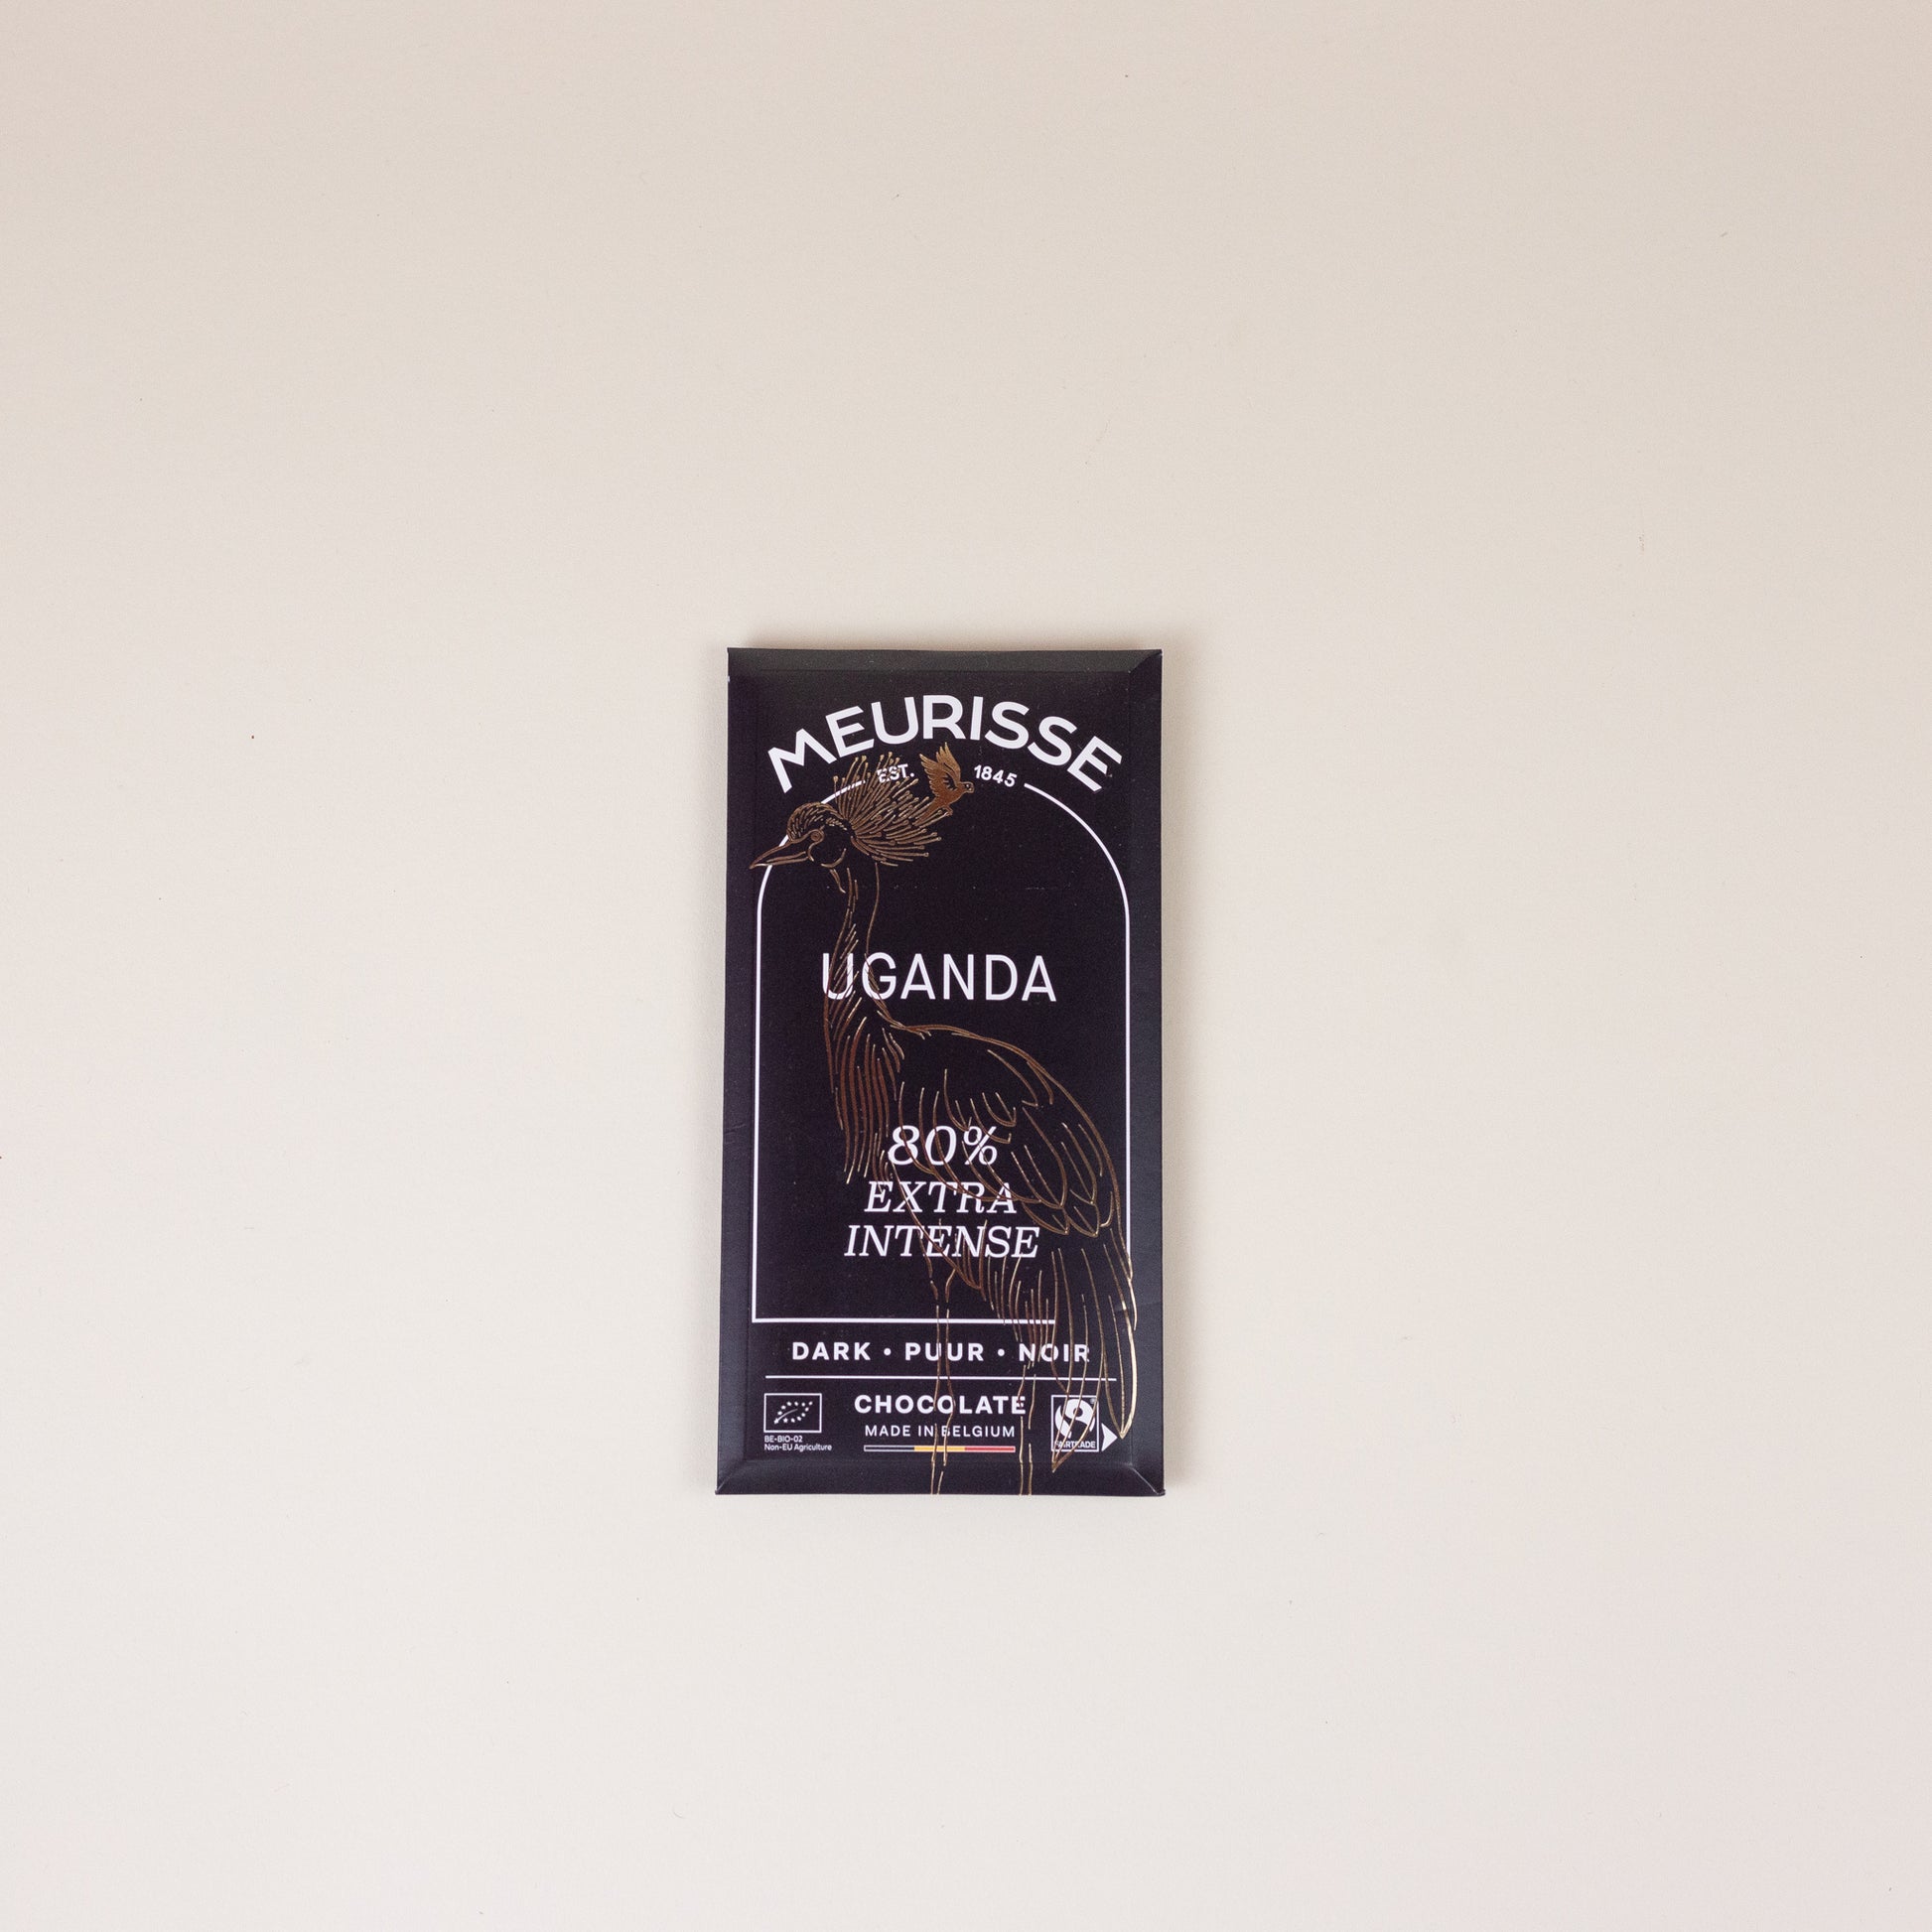 MEURISSE
EST. 1845
UGANDA
80%
EXTRA
INTENSE
DARK • PUUR • NOIR
CHOCOLATE
MADE IN BELGIUM
BE-BIO-02
Non-EU Agriculture
FAIRTRADE